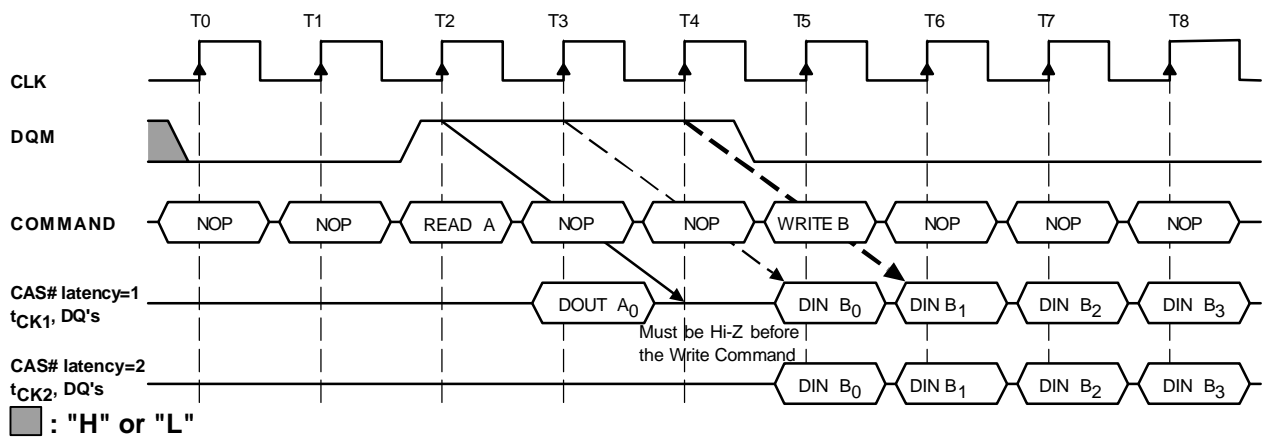 T0 T1 T2 T3 T4 T5 T6 T7 T8
CLK
DQM
COMMAND NOP NOP READ A NOP NOP WRITE B NOP NOP NOP
CAS# latency=1
tCK1, DQ's
DOUT A0 DIN B0 DIN B1 DIN B2 DIN B3
Must be Hi-Z before
the Write Command
CAS# latency=2
tCK2, DQ's
DIN B0 DIN B1 DIN B2 DIN B3
: "H" or "L"